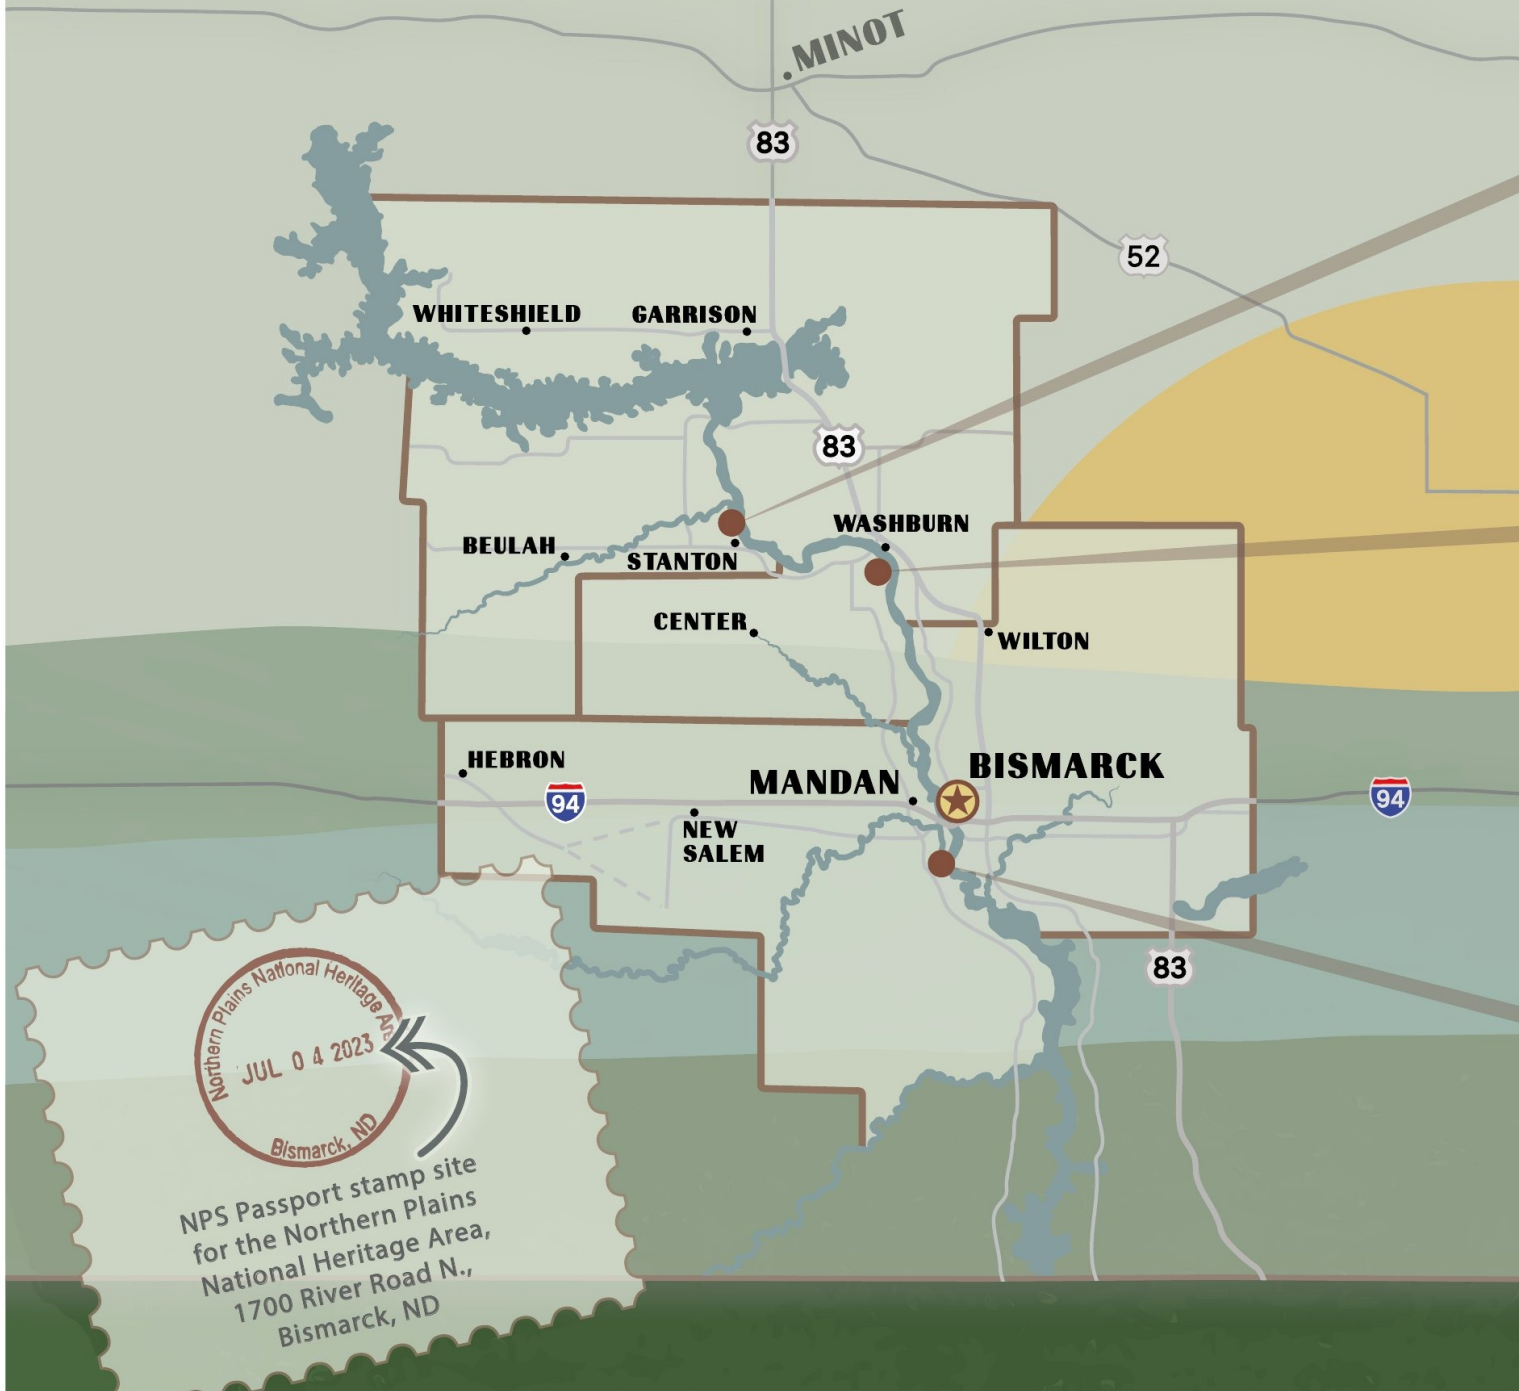 MINOT
83
52
WHITESHIELD
GARRISON
83
WASHBURN
BEULAH
STANTON
CENTER
WILTON
HEBRON
BISMARCK
MANDAN
94
94
NEW
SALEM
83
Northern Plains National Heritage Area
JUL 04 2023
Bismarck, ND
NPS Passport stamp site
for the Northern Plains
National Heritage Area,
1700 River Road N.,
Bismarck, ND